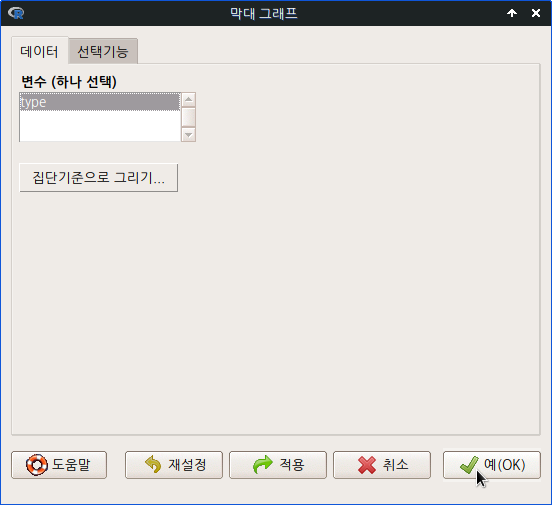 막대 그래프
데이터 선택기능
변수 (하나 선택)
type
집단기준으로 그리기...
도움말 재설정 적용 취소 예(OK)